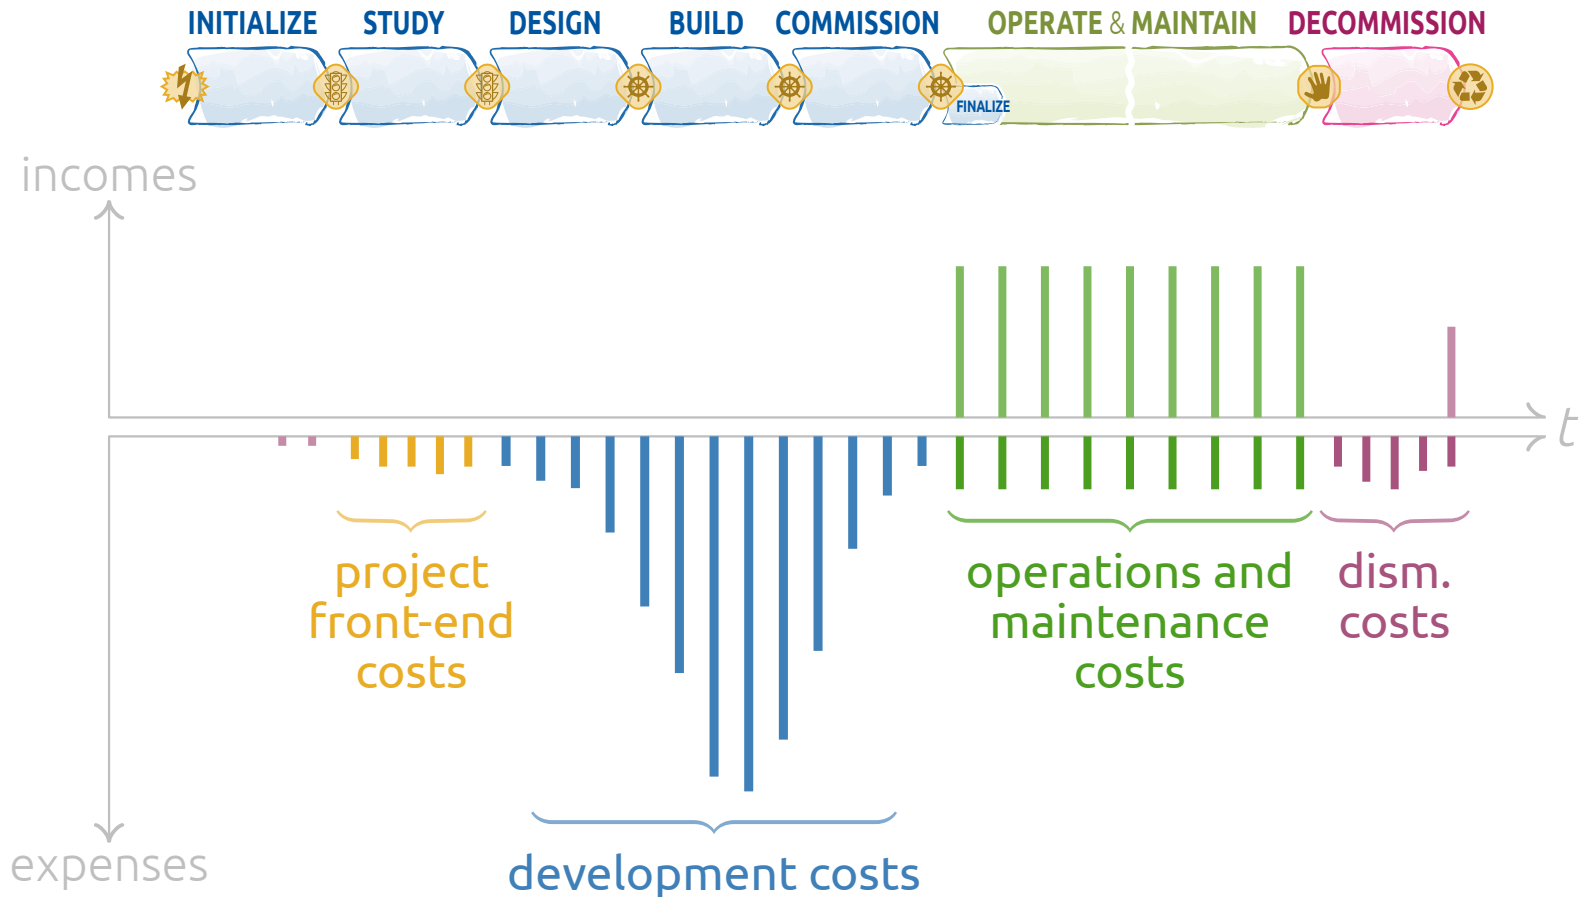 INITIALIZE STUDY DESIGN BUILD COMMISSION OPERATE & MAINTAIN DECOMMISSION
FINALIZE
incomes
t
project
front-end
costs
operations and
maintenance
costs
dism.
costs
expenses
development costs